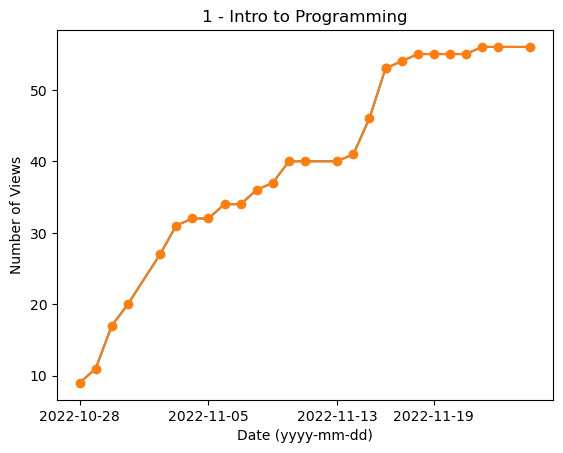 1 - Intro to Programming
Number of Views
50
40
30
20
10
2022-10-28 2022-11-05 2022-11-13 2022-11-19
Date (yyyy-mm-dd)